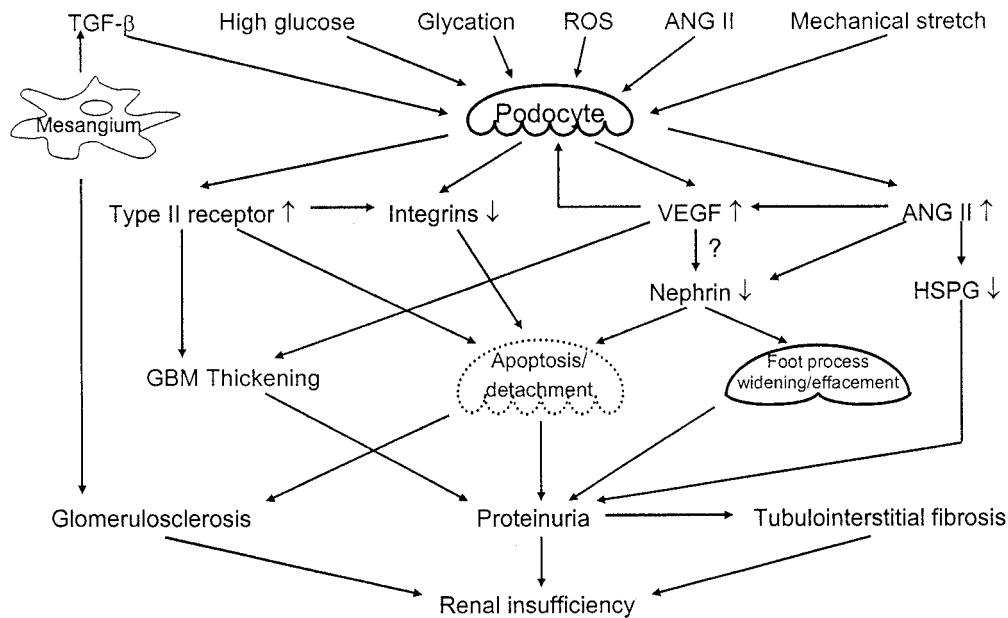 TGF-β
High glucose
Glycation
ROS
ANG II
Mechanical stretch
Mesangium
Podocyte
Type II receptor ↑
Integrins ↓
VEGF ↑
ANG II ↑
?
Nephrin ↓
HSPG ↓
GBM Thickening
Apoptosis/
detachment
Foot process
widening/effacement
Glomerulosclerosis
Proteinuria
Tubulointerstitial fibrosis
Renal insufficiency